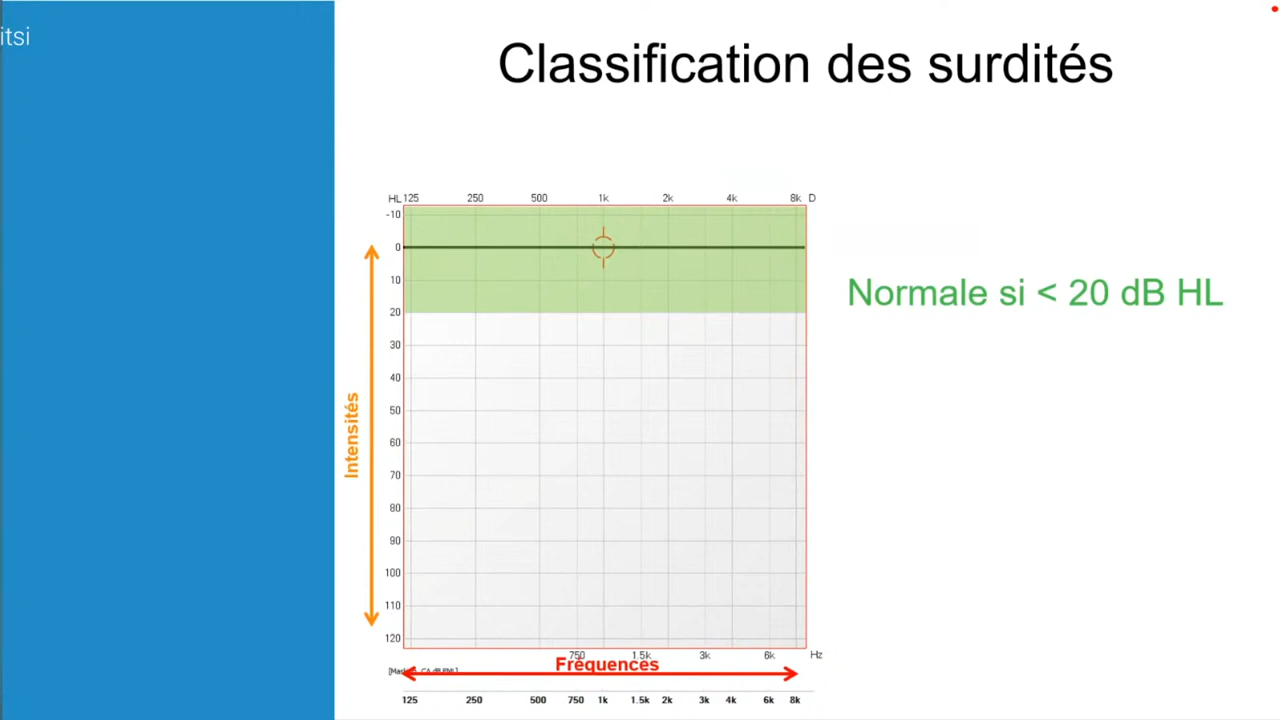 itsi
Classification des surdités
HL 125 250 500 1k 2k 4k 8k D
-10
0
10
20
30
40
50
60
70
80
90
100
110
120
Intensités
Normale si < 20 dB HL
750 1.5k 3k 6k Hz
Fréquences
125 250 500 750 1k 1.5k 2k 3k 4k 6k 8k